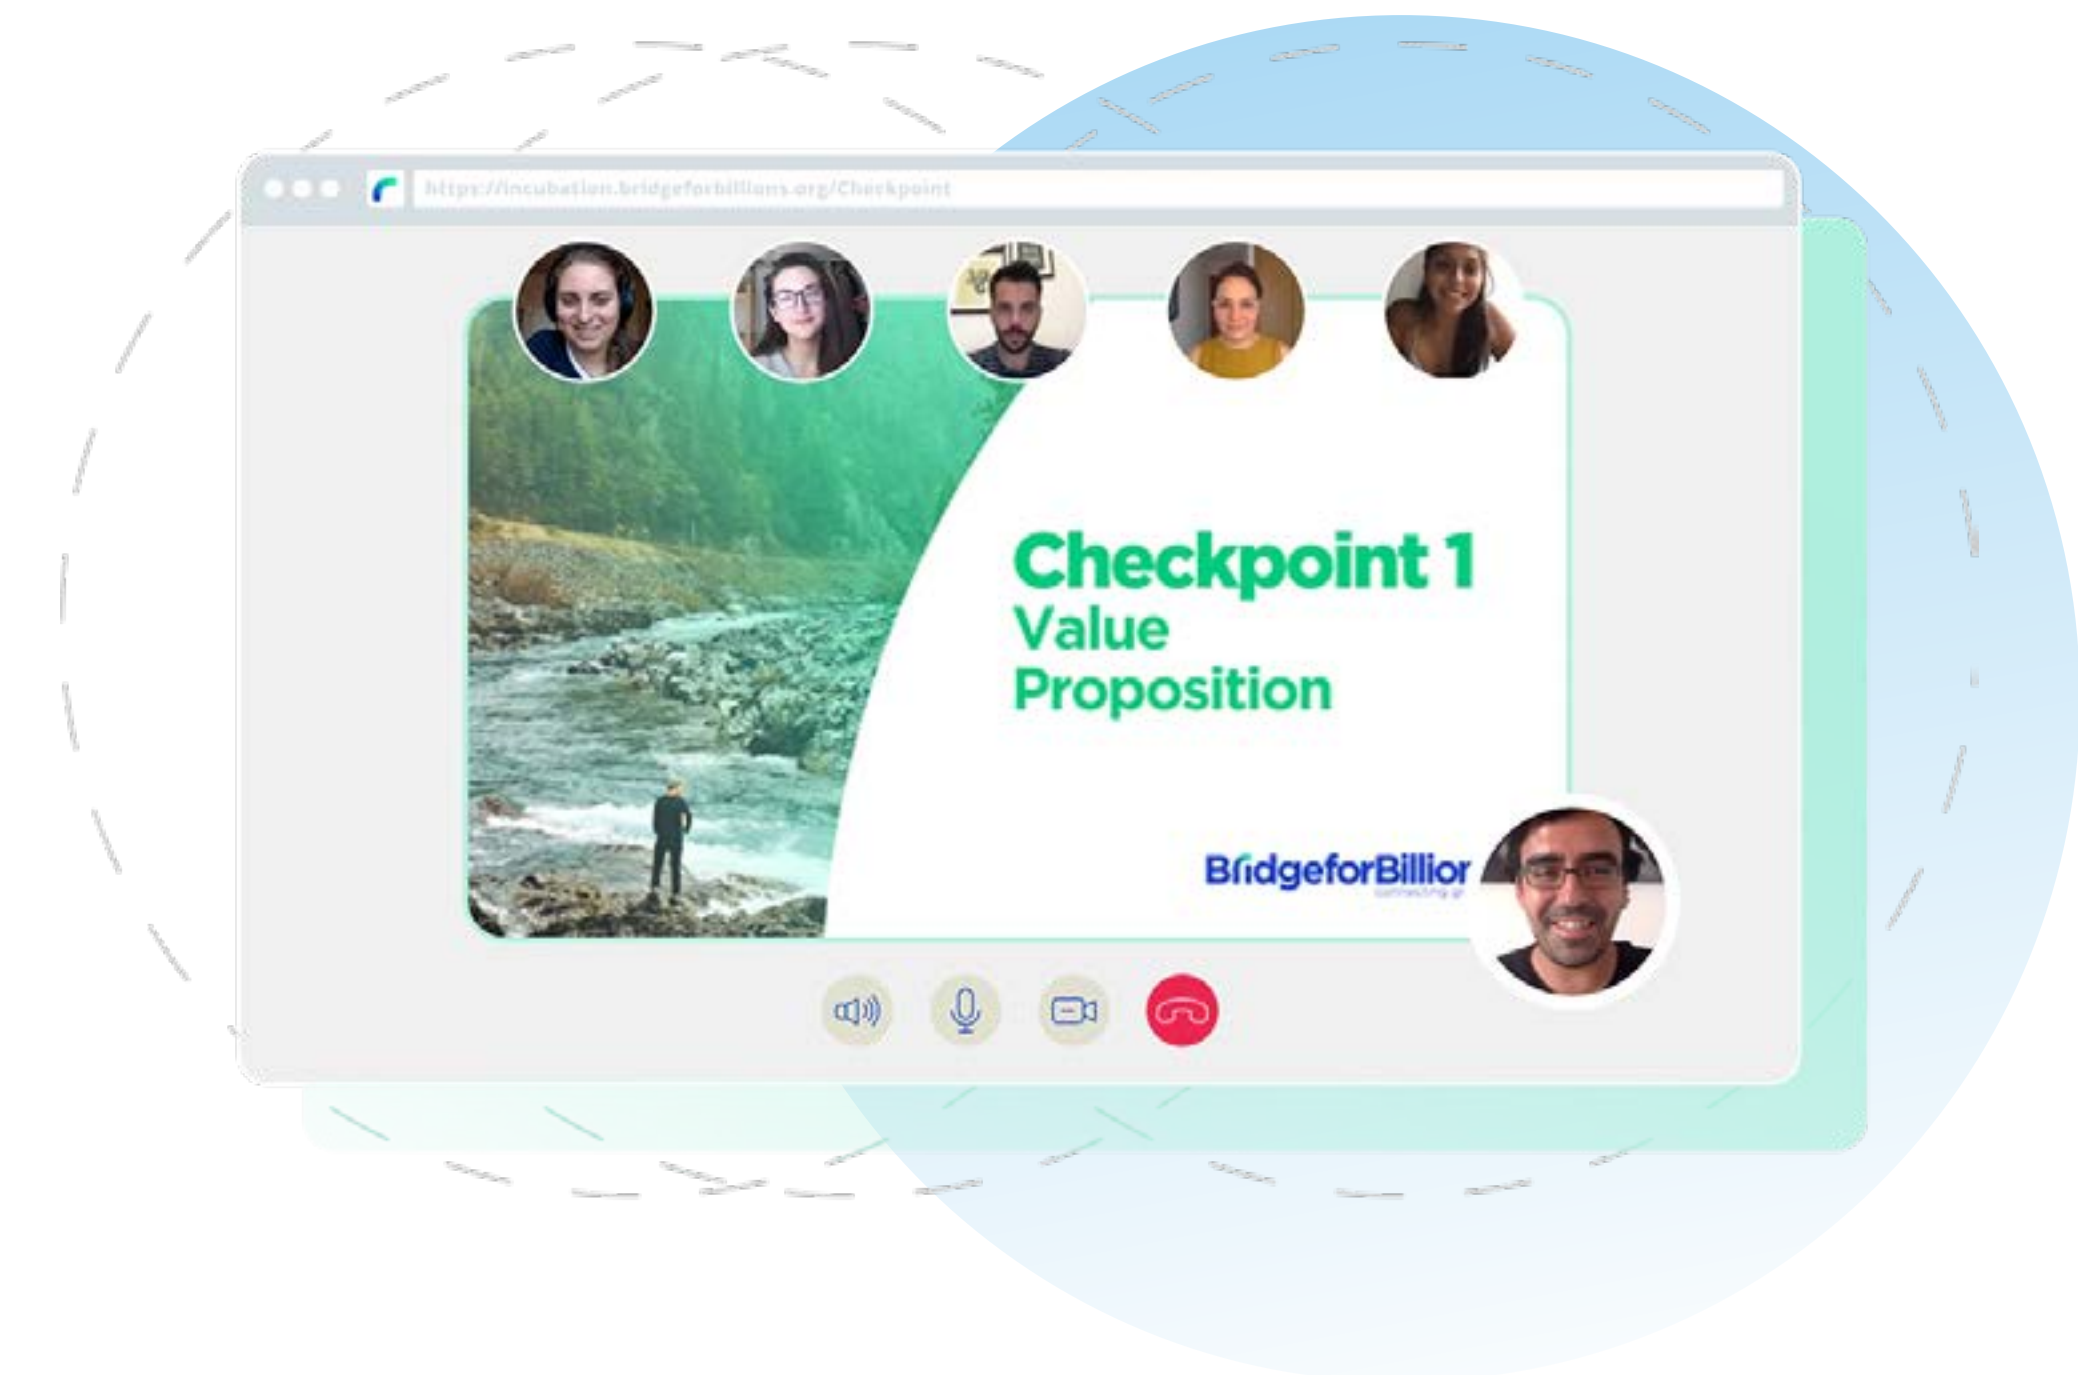 https://incubation.bridgeforbillions.org/Checkpoint
Checkpoint 1
Value
Proposition
BridgeforBillior